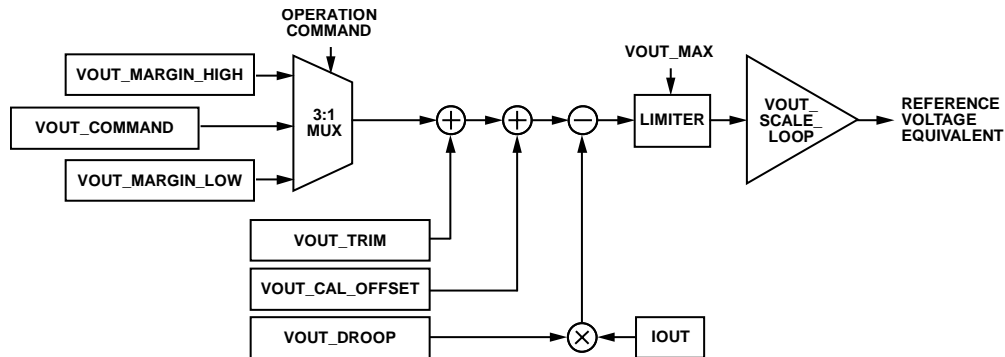 OPERATION
COMMAND
VOUT_MARGIN_HIGH
VOUT_COMMAND
VOUT_MARGIN_LOW
3:1
MUX
VOUT_MAX
LIMITER
VOUT_
SCALE_
LOOP
REFERENCE
VOLTAGE
EQUIVALENT
+
+
−
VOUT_TRIM
VOUT_CAL_OFFSET
VOUT_DROOP
×
IOUT